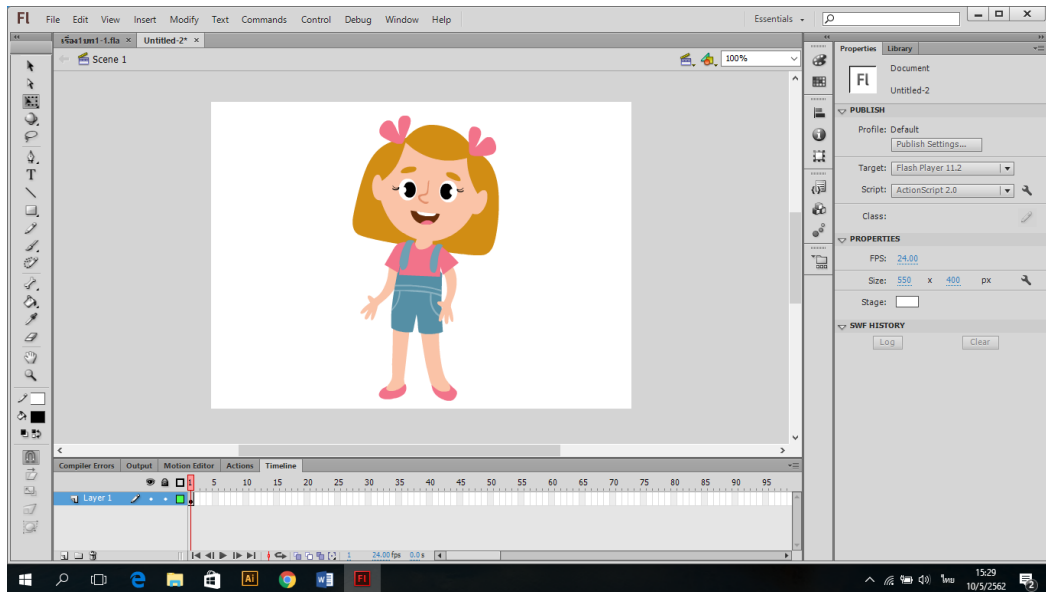 Fl File Edit View Insert Modify Text Commands Control Debug Window Help Essentials
เรื่อง1รท1-1.fla × Untitled-2* ×
Scene 1 100%
Properties Library
Fl Document
Untitled-2
PUBLISH
Profile: Default
Publish Settings...
Target: Flash Player 11.2
Script: ActionScript 2.0
Class:
PROPERTIES
FPS: 24.00
Size: 550 x 400 px
Stage:
SWF HISTORY
Log Clear
Compiler Errors Output Motion Editor Actions Timeline
1 5 10 15 20 25 30 35 40 45 50 55 60 65 70 75 80 85 90 95
Layer 1
1 24.00 fps 0.0 s
Ai Fl ไทย 15:29
10/5/2562 2